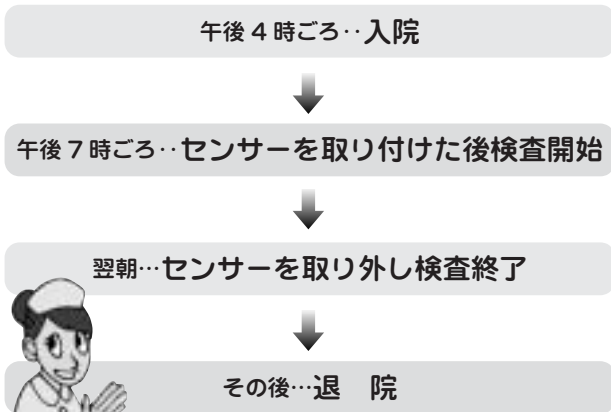 午後4時ごろ‥入院
午後7時ごろ‥センサーを取り付けた後検査開始
翌朝…センサーを取り外し検査終了
その後…退　院